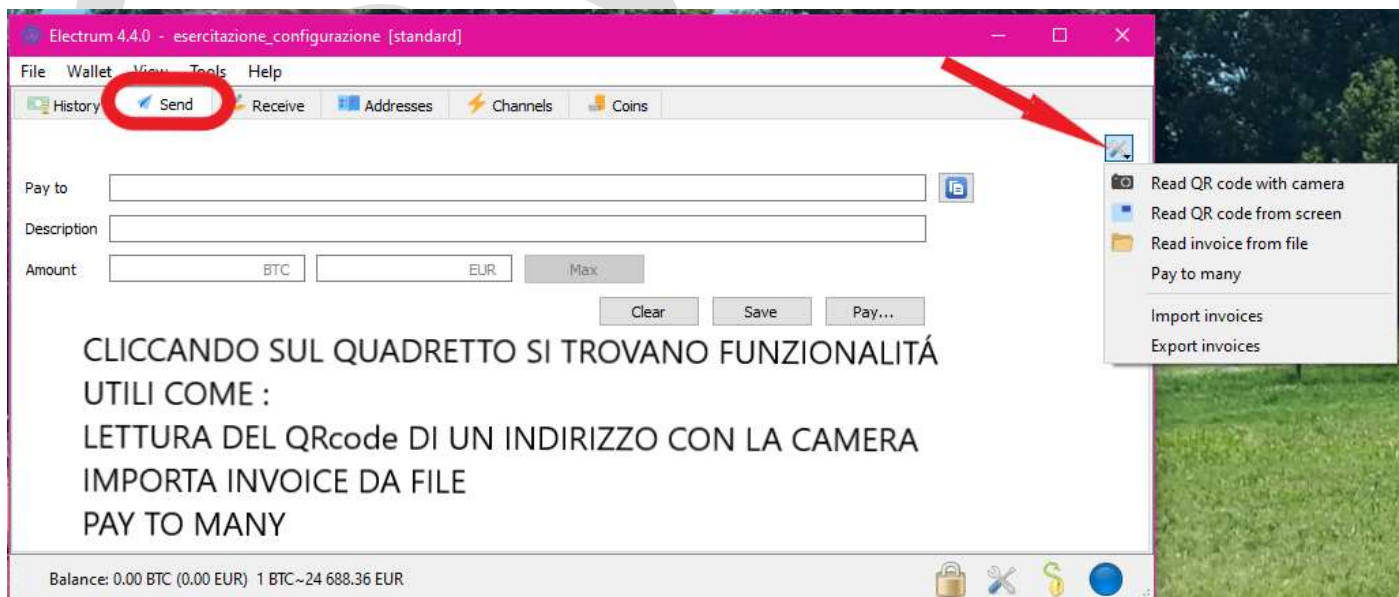 Electrum 4.4.0 - esercitazione_configurazione [standard]
File Wallet View Tools Help
History Send Receive Addresses Channels Coins
Read QR code with camera
Pay to
Read QR code from screen
Description
Read invoice from file
Amount BTC EUR Max
Pay to many
Clear Save Pay...
Import invoices
Export invoices
CLICCANDO SUL QUADRETTO SI TROVANO FUNZIONALITÁ
UTILI COME :
LETTURA DEL QRcode DI UN INDIRIZZO CON LA CAMERA
IMPORTA INVOICE DA FILE
PAY TO MANY
Balance: 0.00 BTC (0.00 EUR) 1 BTC~24 688.36 EUR